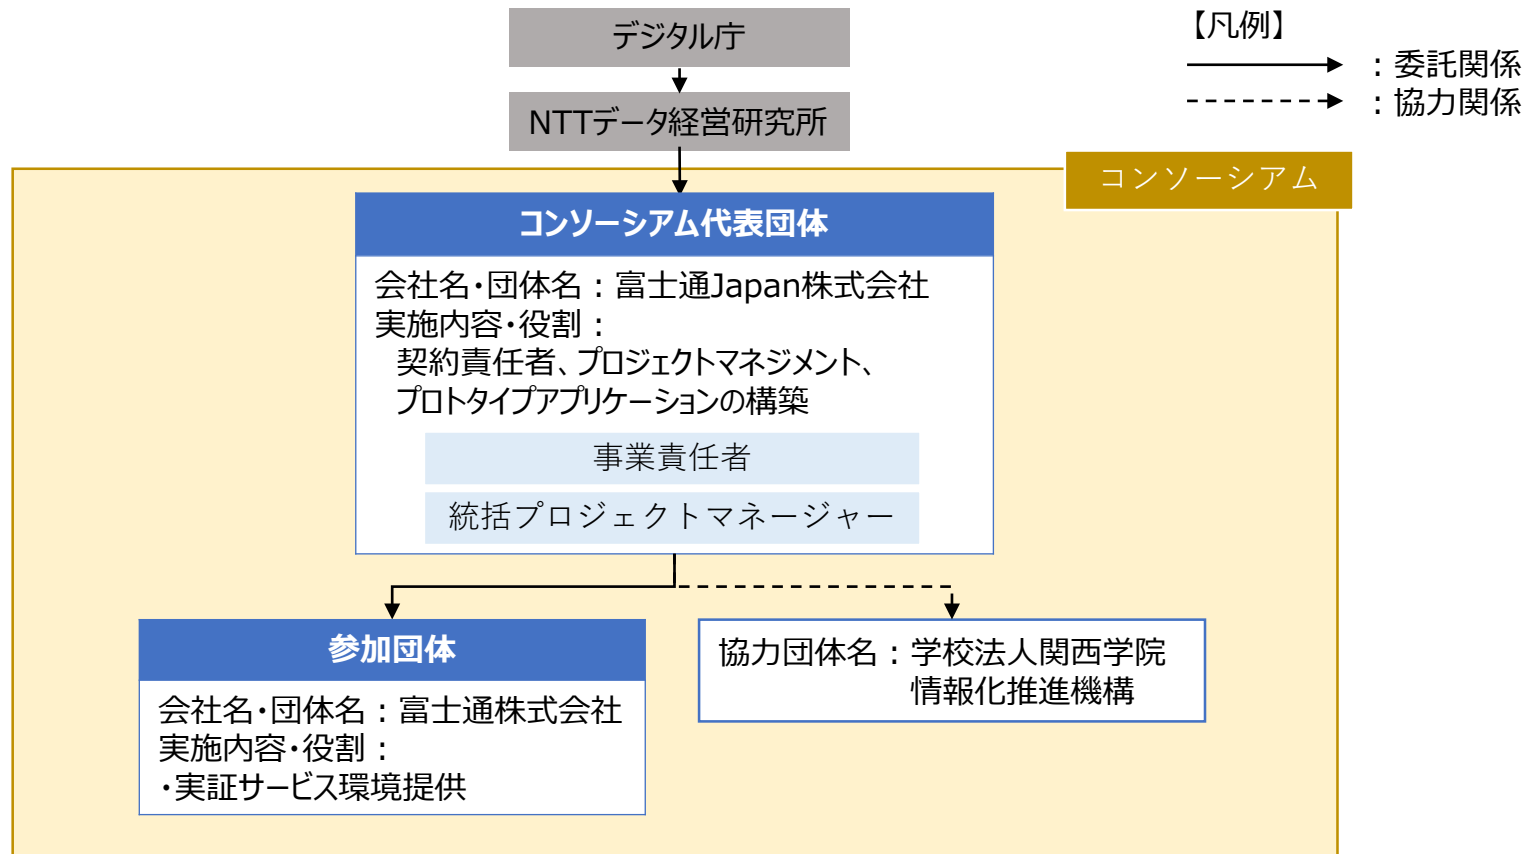 デジタル庁
【凡例】
：委託関係
：協力関係
NTTデータ経営研究所
コンソーシアム
コンソーシアム代表団体
会社名・団体名：富士通Japan株式会社
実施内容・役割：
契約責任者、プロジェクトマネジメント、
プロトタイプアプリケーションの構築
事業責任者
統括プロジェクトマネージャー
参加団体
会社名・団体名：富士通株式会社
実施内容・役割：
・実証サービス環境提供
協力団体名：学校法人関西学院
情報化推進機構